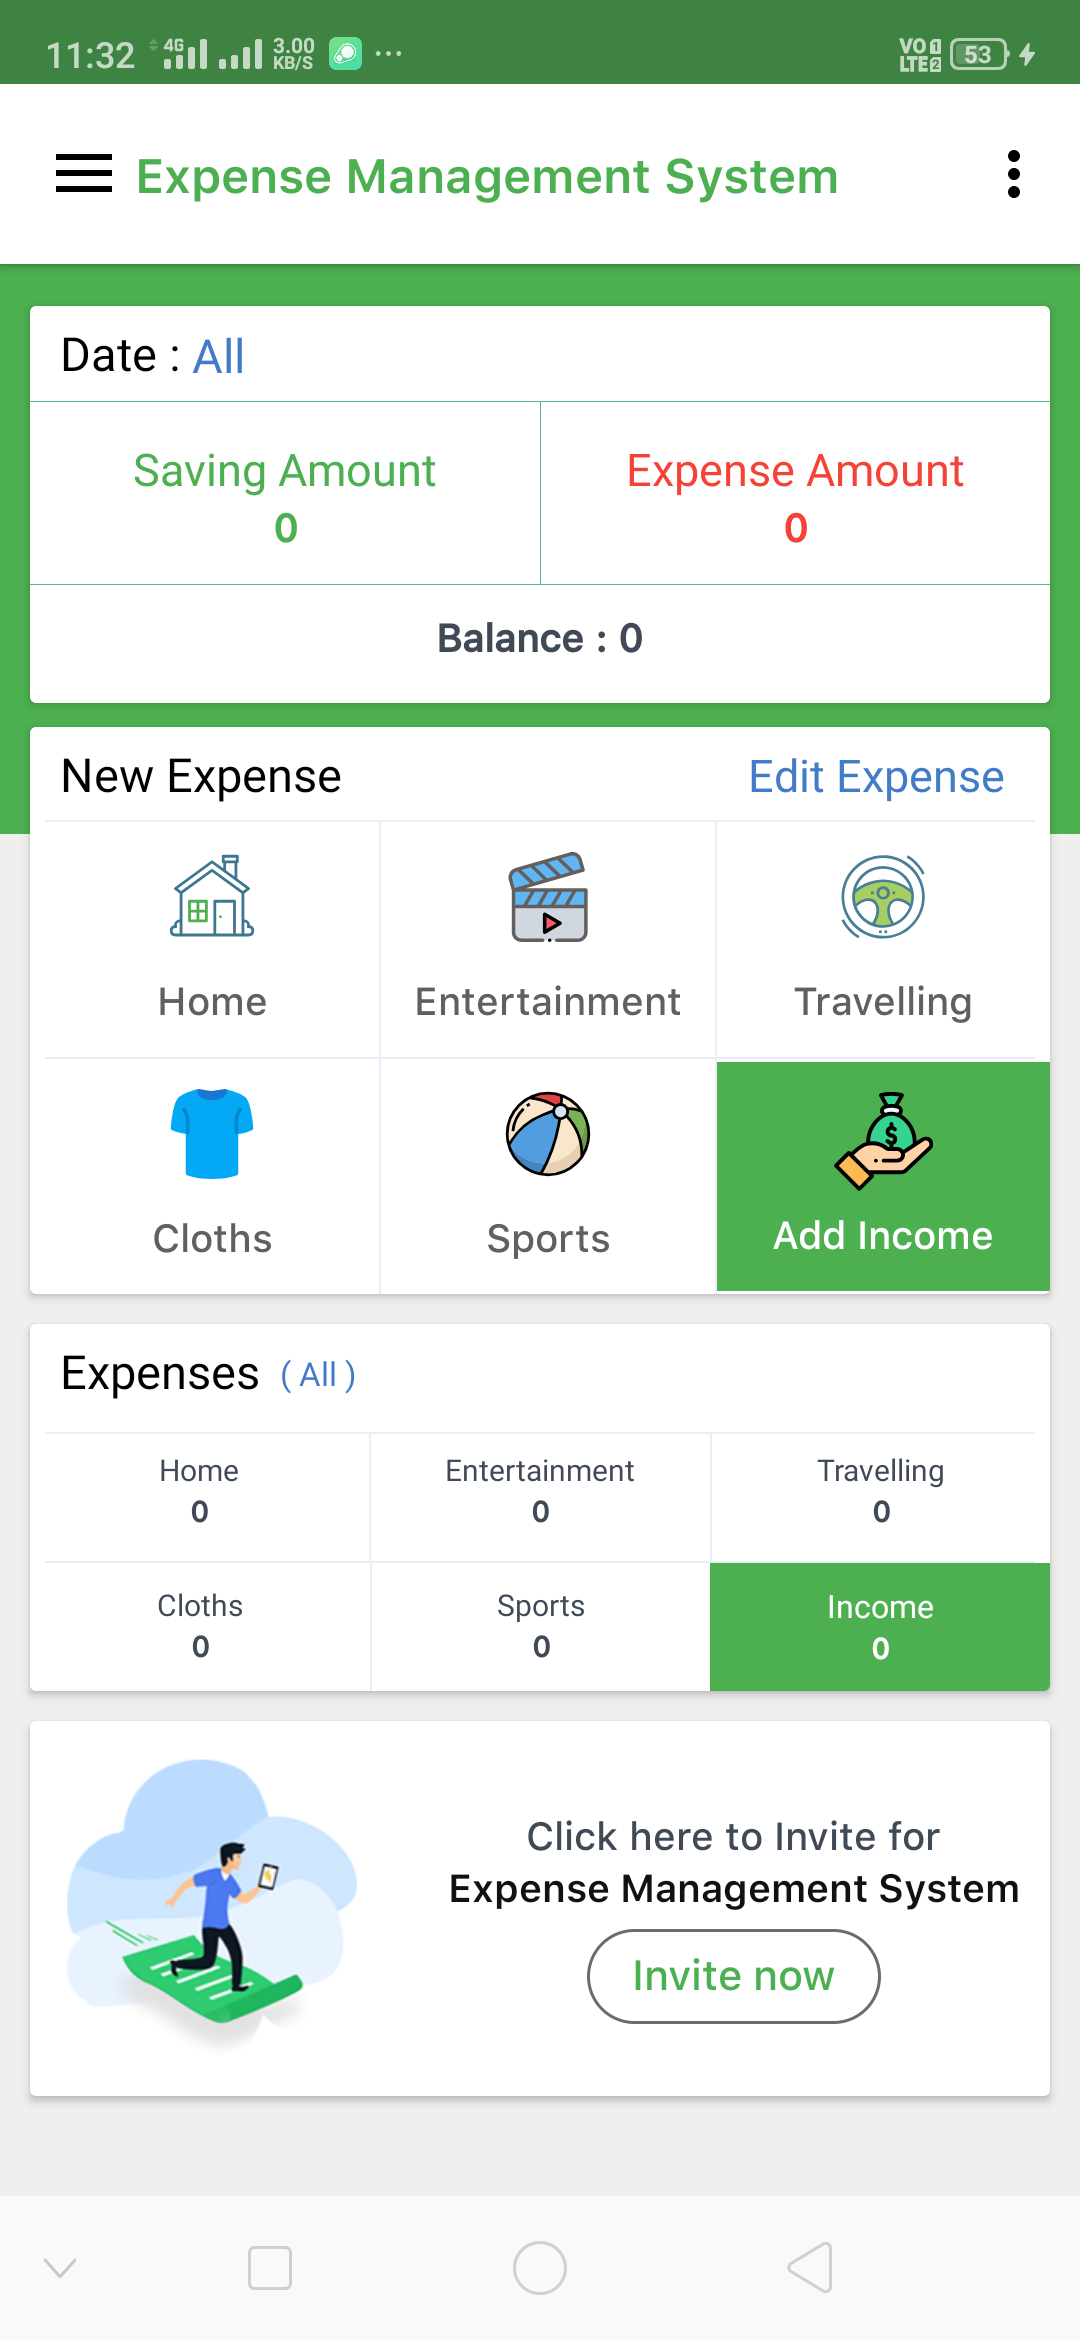 11:32 4G 3.00 KB/S ... VO LTE 1 2 53
Expense Management System
Date : All
Saving Amount Expense Amount
0 0
Balance : 0
New Expense Edit Expense
Home Entertainment Travelling
$
Cloths Sports Add Income
Expenses ( All )
Home Entertainment Travelling
0 0 0
Cloths Sports Income
0 0 0
Click here to Invite for
Expense Management System
Invite now